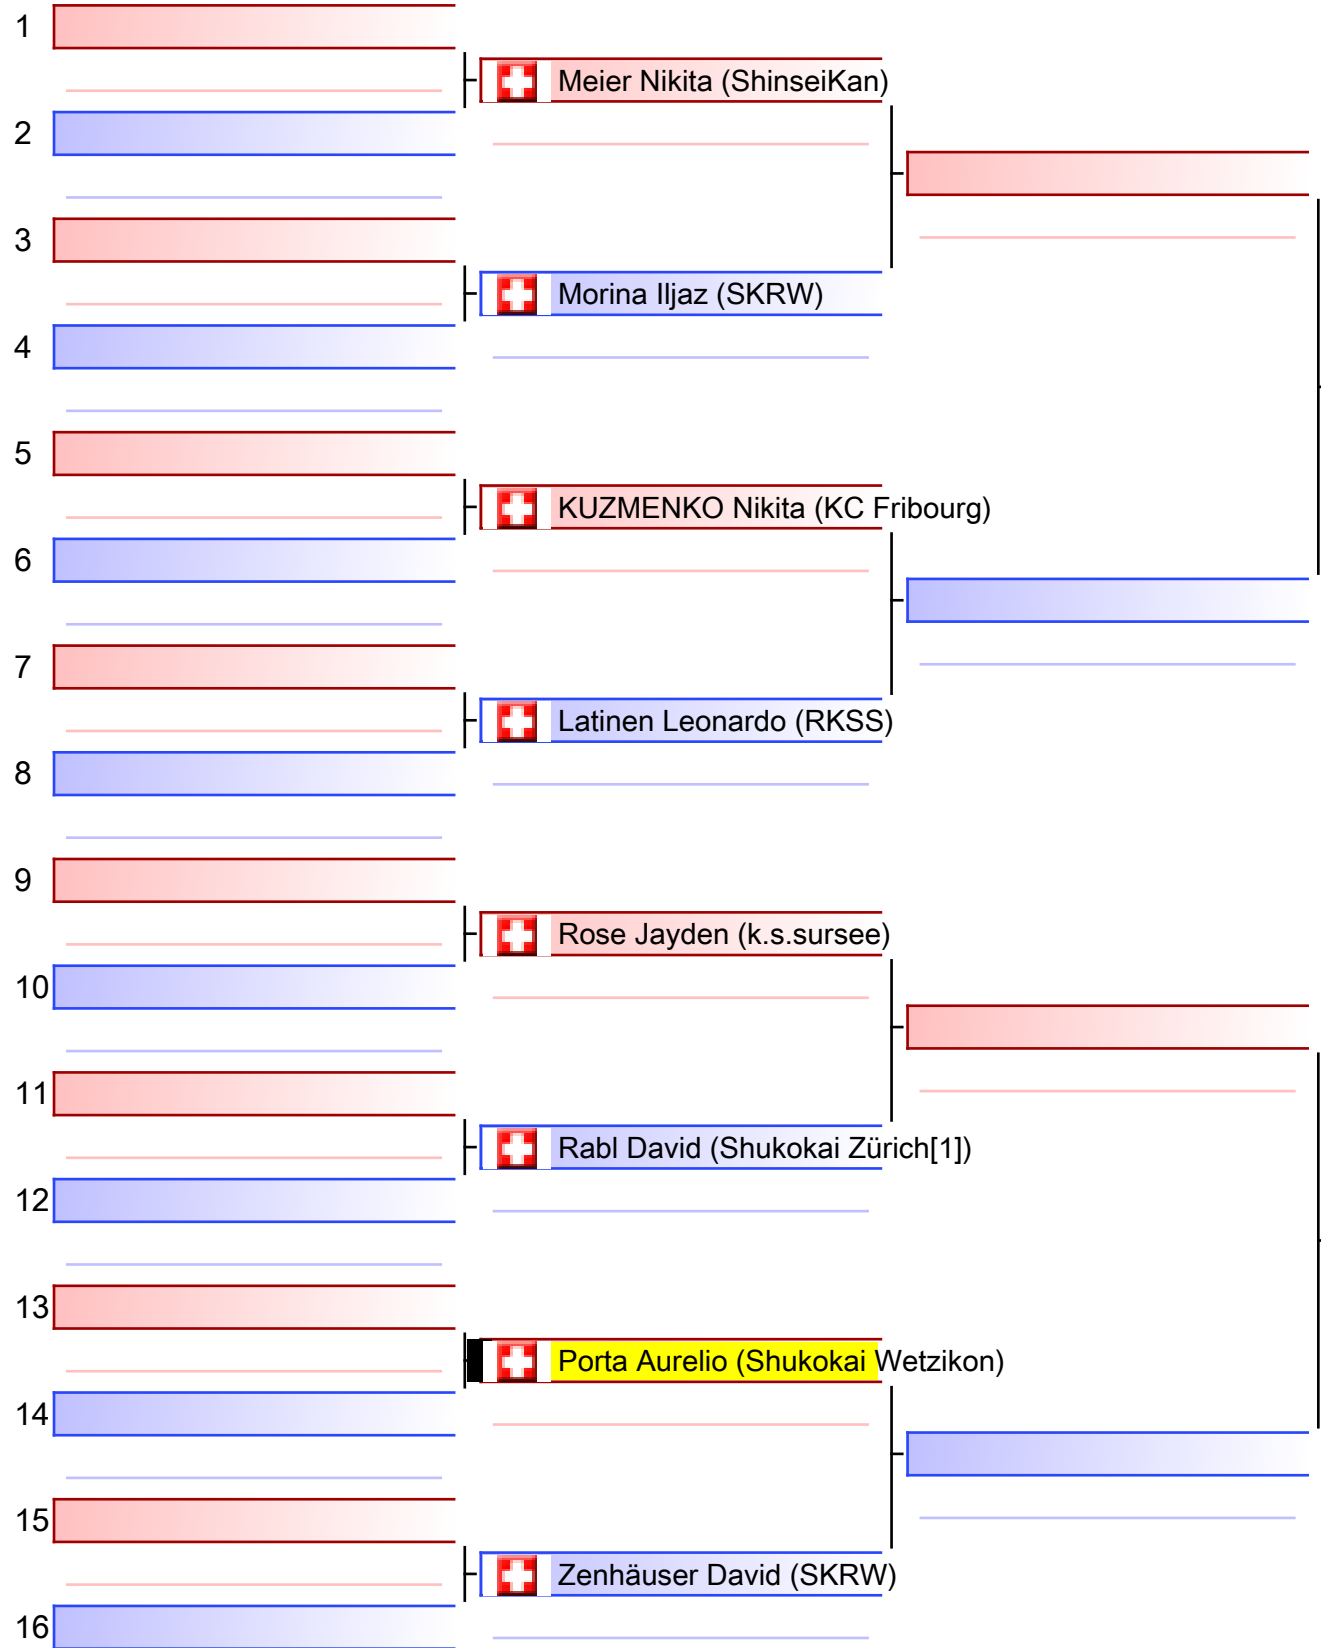 1
Meier Nikita (ShinseiKan)
2
3
Morina Iljaz (SKRW)
4
5
KUZMENKO Nikita (KC Fribourg)
6
7
Latinen Leonardo (RKSS)
8
9
Rose Jayden (k.s.sursee)
10
11
Rabl David (Shukokai Zürich[1])
12
13
Porta Aurelio (Shukokai Wetzikon)
14
15
Zenhäuser David (SKRW)
16